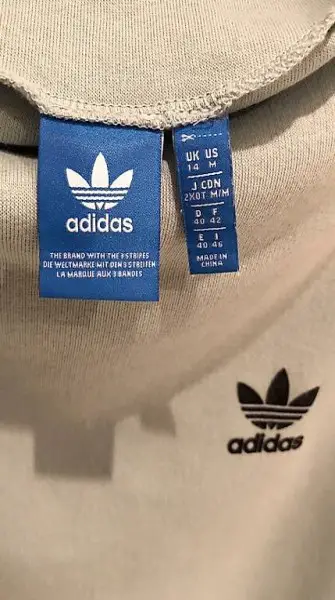 adidas
THE BRAND WITH THE 3 STRIPES
DIE WELTMARKE MIT DEN 3 STREIFEN
LA MARQUE AUX 3 BANDES
UK US
14 M
J CDN
2XOT M/M
D F
40 42
E I
40 46
MADE IN
CHINA
adidas